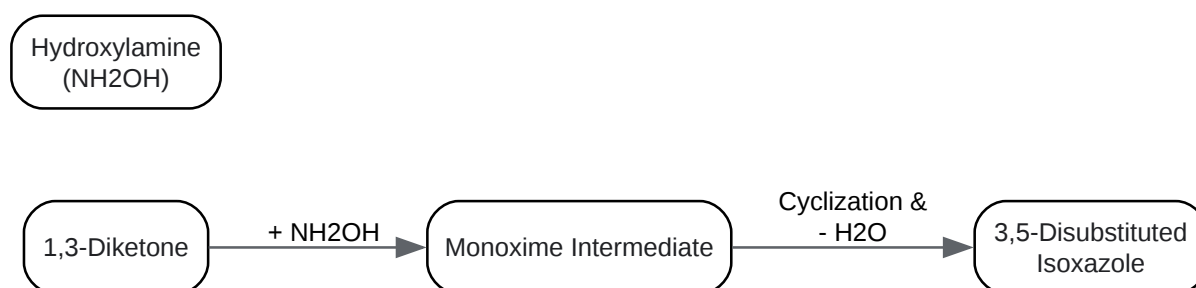 Hydroxylamine
(NH2OH)
Cyclization &
- H2O
1,3-Diketone
+ NH2OH
Monoxime Intermediate
3,5-Disubstituted
Isoxazole